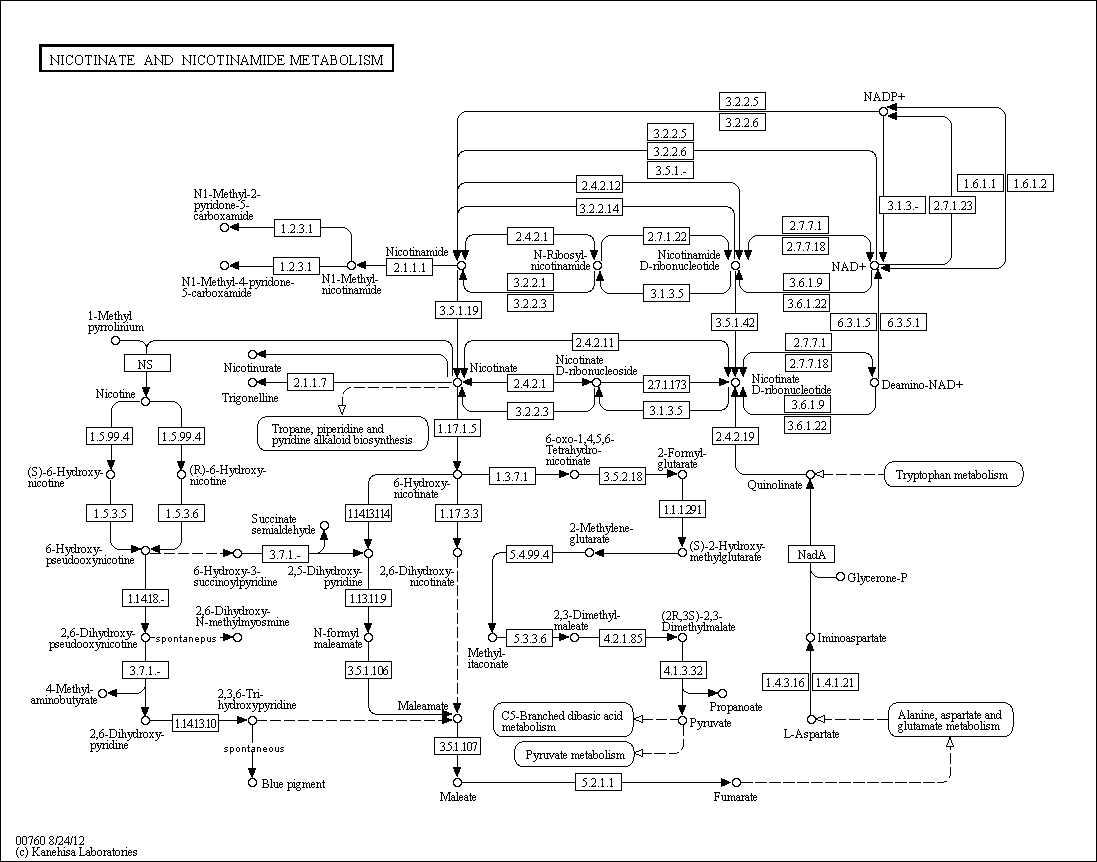 NICOTINATE AND NICOTINAMIDE METABOLISM
3.2.2.5
3.2.2.6
NADP+
3.2.2.5
3.2.2.6
3.5.1.-
2.4.2.12
3.2.2.14
1.6.1.1
1.6.1.2
3.1.3.-
2.7.1.23
N1-Methyl-2-
pyridone-5-
carboxamide
1.2.3.1
1.2.3.1
N1-Methyl-4-pyridone-
5-carboxamide
N1-Methyl-
nicotinamide
2.1.1.1
Nicotinamide
2.4.2.1
3.2.2.1
3.2.2.3
N-Ribosyl-
nicotinamide
2.7.1.22
3.1.3.5
Nicotinamide
D-ribonucleotide
2.7.7.1
2.7.7.18
3.6.1.9
3.6.1.22
NAD+
3.5.1.19
3.5.1.42
6.3.1.5
6.3.5.1
1-Methyl
pyrrolinium
NS
Nicotine
Nicotinurate
2.1.1.7
Trigonelline
Nicotinate
2.4.2.11
2.4.2.1
3.2.2.3
Nicotinate
D-ribonucleoside
2.7.1.173
3.1.3.5
Nicotinate
D-ribonucleotide
2.7.7.1
2.7.7.18
3.6.1.9
3.6.1.22
Deamino-NAD+
Tropane, piperidine and
pyridine alkaloid biosynthesis
1.17.1.5
2.4.2.19
1.5.99.4
1.5.99.4
(S)-6-Hydroxy-
nicotine
(R)-6-Hydroxy-
nicotine
1.5.3.5
1.5.3.6
6-Hydroxy-
nicotinate
1.3.7.1
6-oxo-1,4,5,6-
Tetrahydro-
nicotinate
3.5.2.18
2-Formyl-
glutarate
Quinolinate
Tryptophan metabolism
1.14.13.114
1.17.3.3
1.1.1.291
Succinate
semialdehyde
6-Hydroxy-
pseudooxynicotine
3.7.1.-
6-Hydroxy-3-
succinoylpyridine
2,5-Dihydroxy-
pyridine
2,6-Dihydroxy-
nicotinate
2-Methylene-
glutarate
5.4.99.4
(S)-2-Hydroxy-
methylglutarate
NadA
Glycerone-P
1.14.18.-
1.13.11.9
2,6-Dihydroxy-
N-methylmyosmine
2,6-Dihydroxy-
pseudooxynicotine
spontanepus
N-formyl
maleamate
Methyl-
itaconate
5.3.3.6
2,3-Dimethyl-
maleate
4.2.1.85
(2R,3S)-2,3-
Dimethylmalate
Iminoaspartate
3.7.1.-
3.5.1.106
4.1.3.32
1.4.3.16
1.4.1.21
4-Methyl-
aminobutyrate
2,6-Dihydroxy-
pyridine
1.14.13.10
2,3,6-Tri-
hydroxypyridine
Maleamate
Propanoate
C5-Branched dibasic acid
metabolism
Pyruvate
Pyruvate metabolism
L-Aspartate
Alanine, aspartate and
glutamate metabolism
spontaneous
Blue pigment
3.5.1.107
Maleate
5.2.1.1
Fumarate
00760 8/24/12
(c) Kanehisa Laboratories